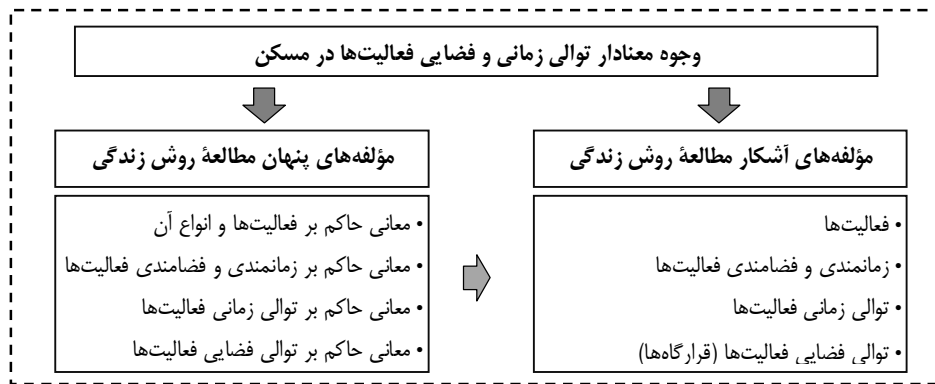 وجوه معنادار توالی زمانی و فضایی فعالیت‌ها در مسکن
مؤلفه‌های آشکار مطالعهٔ روش زندگی
• فعالیت‌ها
• زمانمندی و فضامندی فعالیت‌ها
• توالی زمانی فعالیت‌ها
• توالی فضایی فعالیت‌ها (قرارگاه‌ها)
مؤلفه‌های پنهان مطالعهٔ روش زندگی
• معانی حاکم بر فعالیت‌ها و انواع آن
• معانی حاکم بر زمانمندی و فضامندی فعالیت‌ها
• معانی حاکم بر توالی زمانی فعالیت‌ها
• معانی حاکم بر توالی فضایی فعالیت‌ها